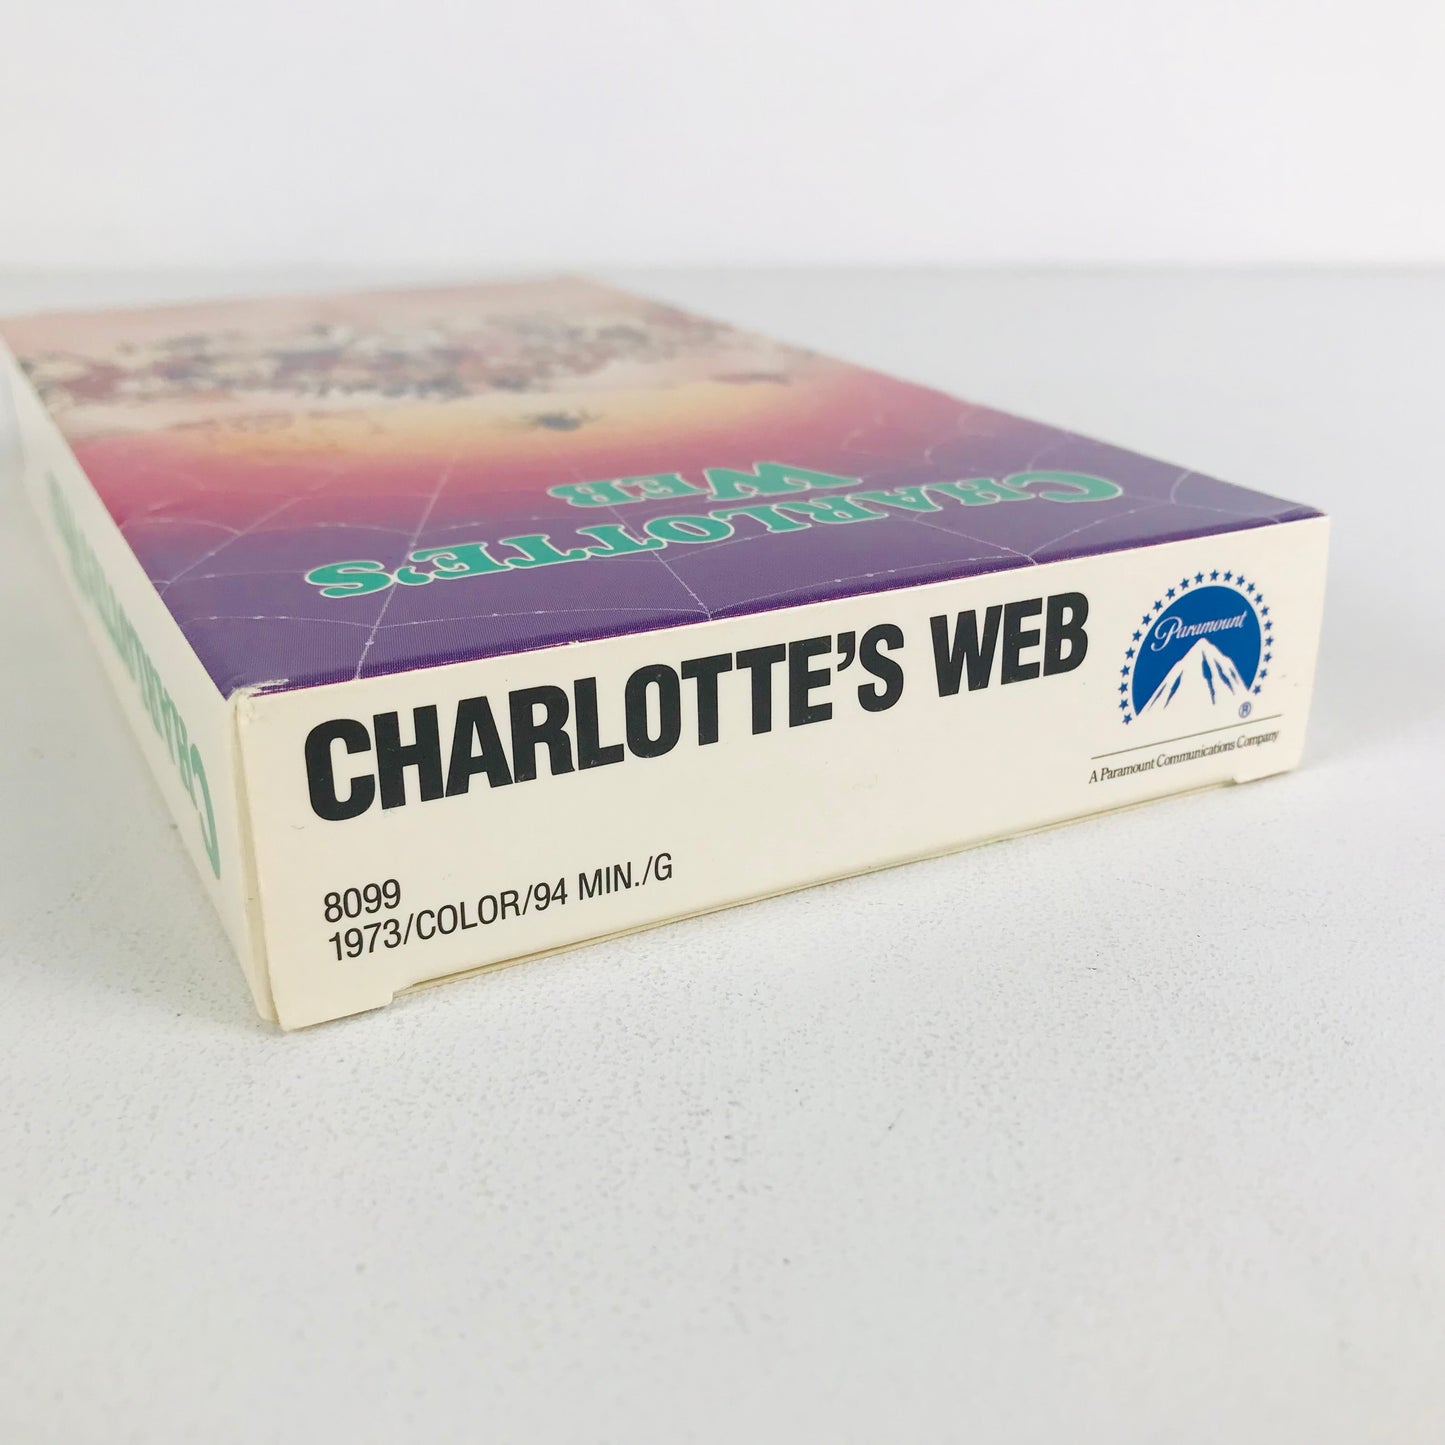 CHARLOTTE'S
WEB
CHARLOTTE'S WEB
Paramount
®
A Paramount Communications Company
8099
1973/COLOR/94 MIN./G